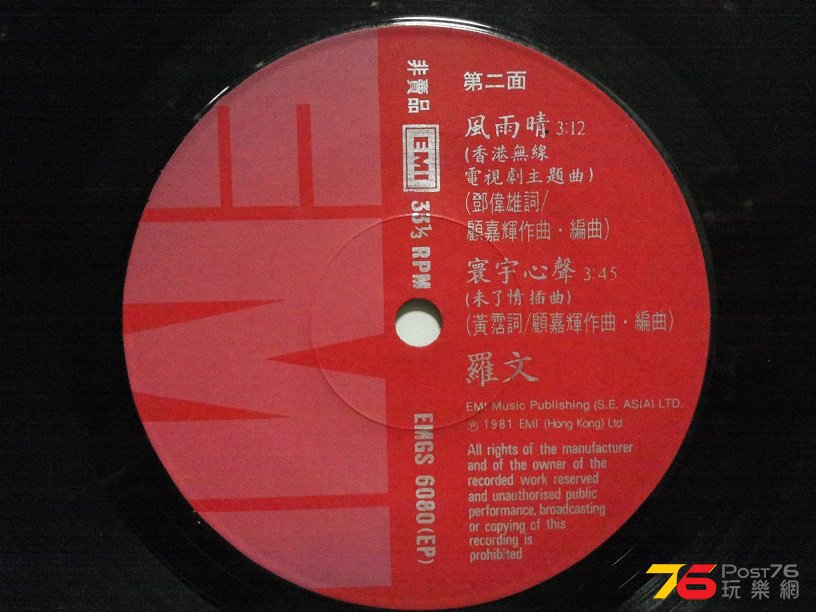 非賣品
EMI
33⅓ RPM
EMGS 6080 (EP)
第二面
風雨晴 3:12
(香港無線
電視劇主題曲)
(鄧偉雄詞/
顧嘉輝作曲·編曲)
寰宇心聲 3:45
(未了情插曲)
(黃霑詞/顧嘉輝作曲·編曲)
羅文
EMI Music Publishing (S.E. ASIA) LTD.
℗ 1981 EMI (Hong Kong) Ltd
All rights of the manufacturer
and of the owner of the
recorded work reserved
and unauthorised public
performance, broadcasting
or copying of this
recording is
prohibited
EMI
76 POST76
玩樂網